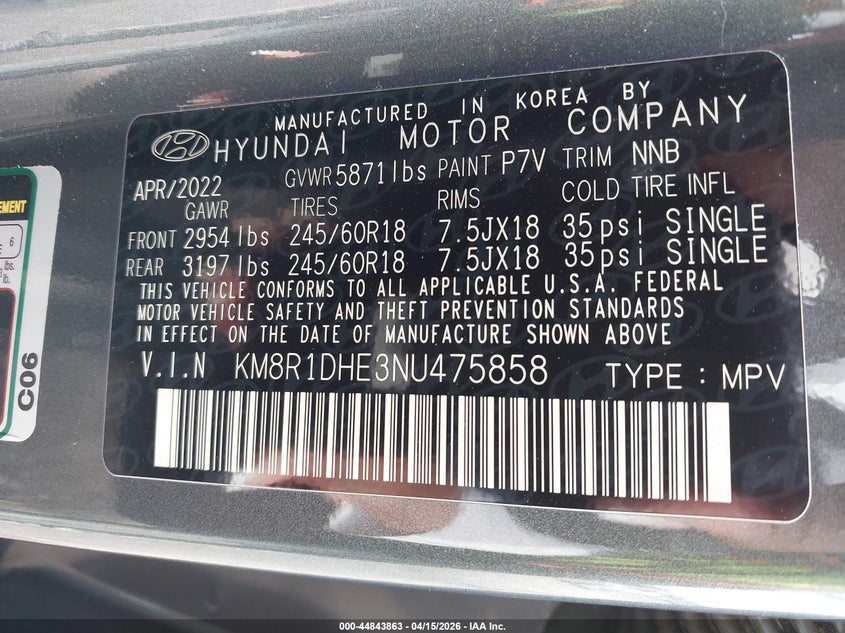 MANUFACTURED IN KOREA BY
HYUNDAI MOTOR COMPANY
APR/2022 GVWR 5871lbs PAINT P7V TRIM NNB
GAWR TIRES RIMS COLD TIRE INFL
FRONT 2954 lbs 245/60R18 7.5JX18 35psi SINGLE
REAR 3197 lbs 245/60R18 7.5JX18 35psi SINGLE
THIS VEHICLE CONFORMS TO ALL APPLICABLE U.S.A. FEDERAL
MOTOR VEHICLE SAFETY AND THEFT PREVENTION STANDARDS
IN EFFECT ON THE DATE OF MANUFACTURE SHOWN ABOVE
V.I.N KM8R1DHE3NU475858 TYPE : MPV
6
lbs.
lb.
C06
000-44843863 - 04/15/2026 - IAA Inc.